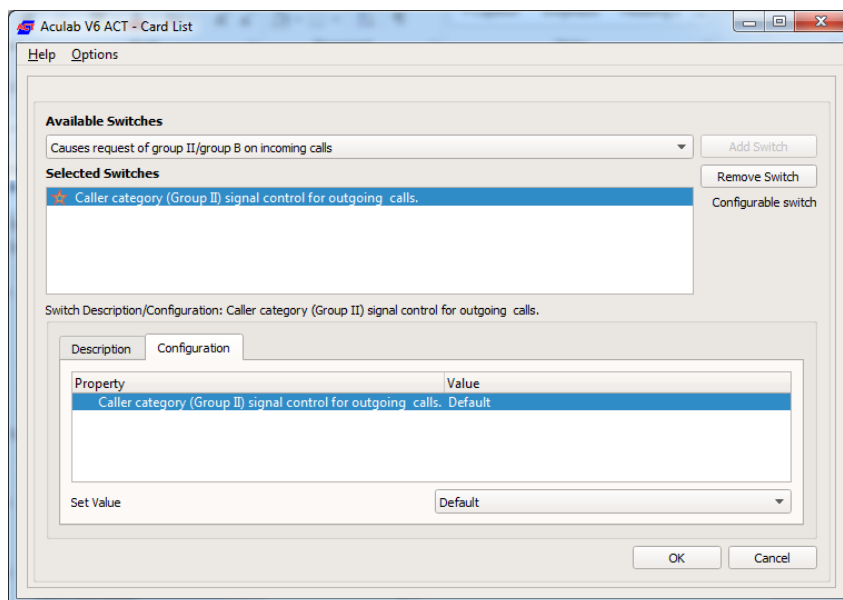 Aculab V6 ACT - Card List
Help Options
Available Switches
Causes request of group II/group B on incoming calls
Add Switch
Selected Switches
Remove Switch
Caller category (Group II) signal control for outgoing  calls.
Configurable switch
Switch Description/Configuration: Caller category (Group II) signal control for outgoing  calls.
Description Configuration
Property Value
Caller category (Group II) signal control for outgoing  calls. Default
Set Value Default
OK Cancel